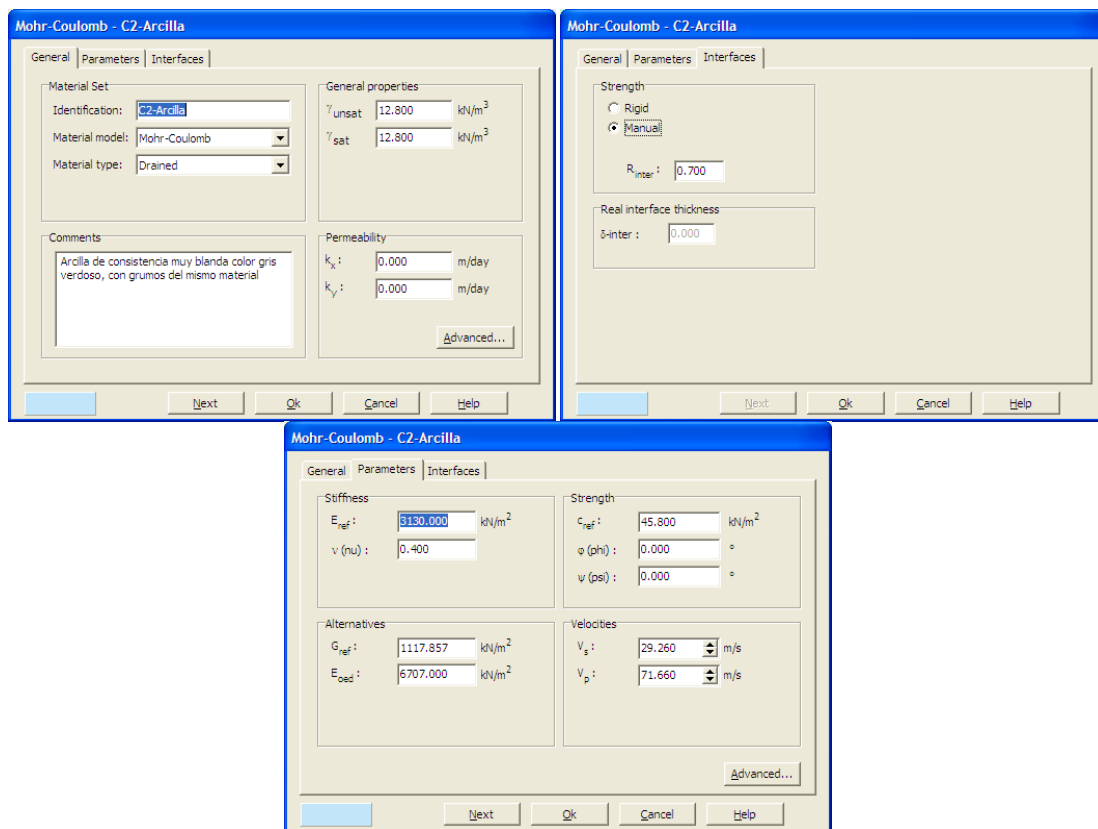 Mohr-Coulomb - C2-Arcilla
General Parameters Interfaces
Material Set
Identification: C2-Arcilla
Material model: Mohr-Coulomb
Material type: Drained
General properties
γunsat 12.800 kN/m³
γsat 12.800 kN/m³
Comments
Arcilla de consistencia muy blanda color gris
verdoso, con grumos del mismo material
Permeability
kx: 0.000 m/day
ky: 0.000 m/day
Advanced...
Next Ok Cancel Help
Mohr-Coulomb - C2-Arcilla
General Parameters Interfaces
Strength
Rigid
Manual
Rinter: 0.700
Real interface thickness
δ-inter : 0.000
Next Ok Cancel Help
Mohr-Coulomb - C2-Arcilla
General Parameters Interfaces
Stiffness
Eref: 3130.000 kN/m²
ν (nu) : 0.400
Strength
cref: 45.800 kN/m²
φ (phi) : 0.000 °
ψ (psi) : 0.000 °
Alternatives
Gref: 1117.857 kN/m²
Eoed: 6707.000 kN/m²
Velocities
Vs: 29.260 m/s
Vp: 71.660 m/s
Advanced...
Next Ok Cancel Help